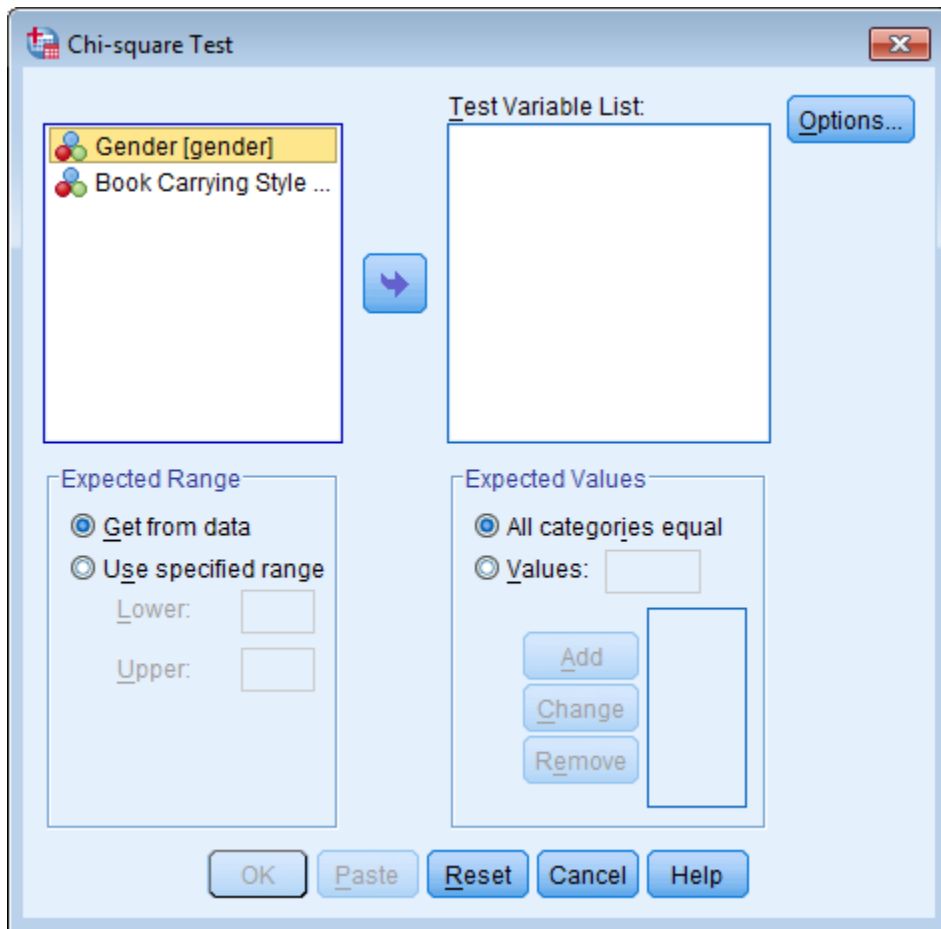 Chi-square Test
Test Variable List:
Options...
Gender [gender]
Book Carrying Style ...
Expected Range
Get from data
Use specified range
Lower:
Upper:
Expected Values
All categories equal
Values:
Add
Change
Remove
OK
Paste
Reset
Cancel
Help